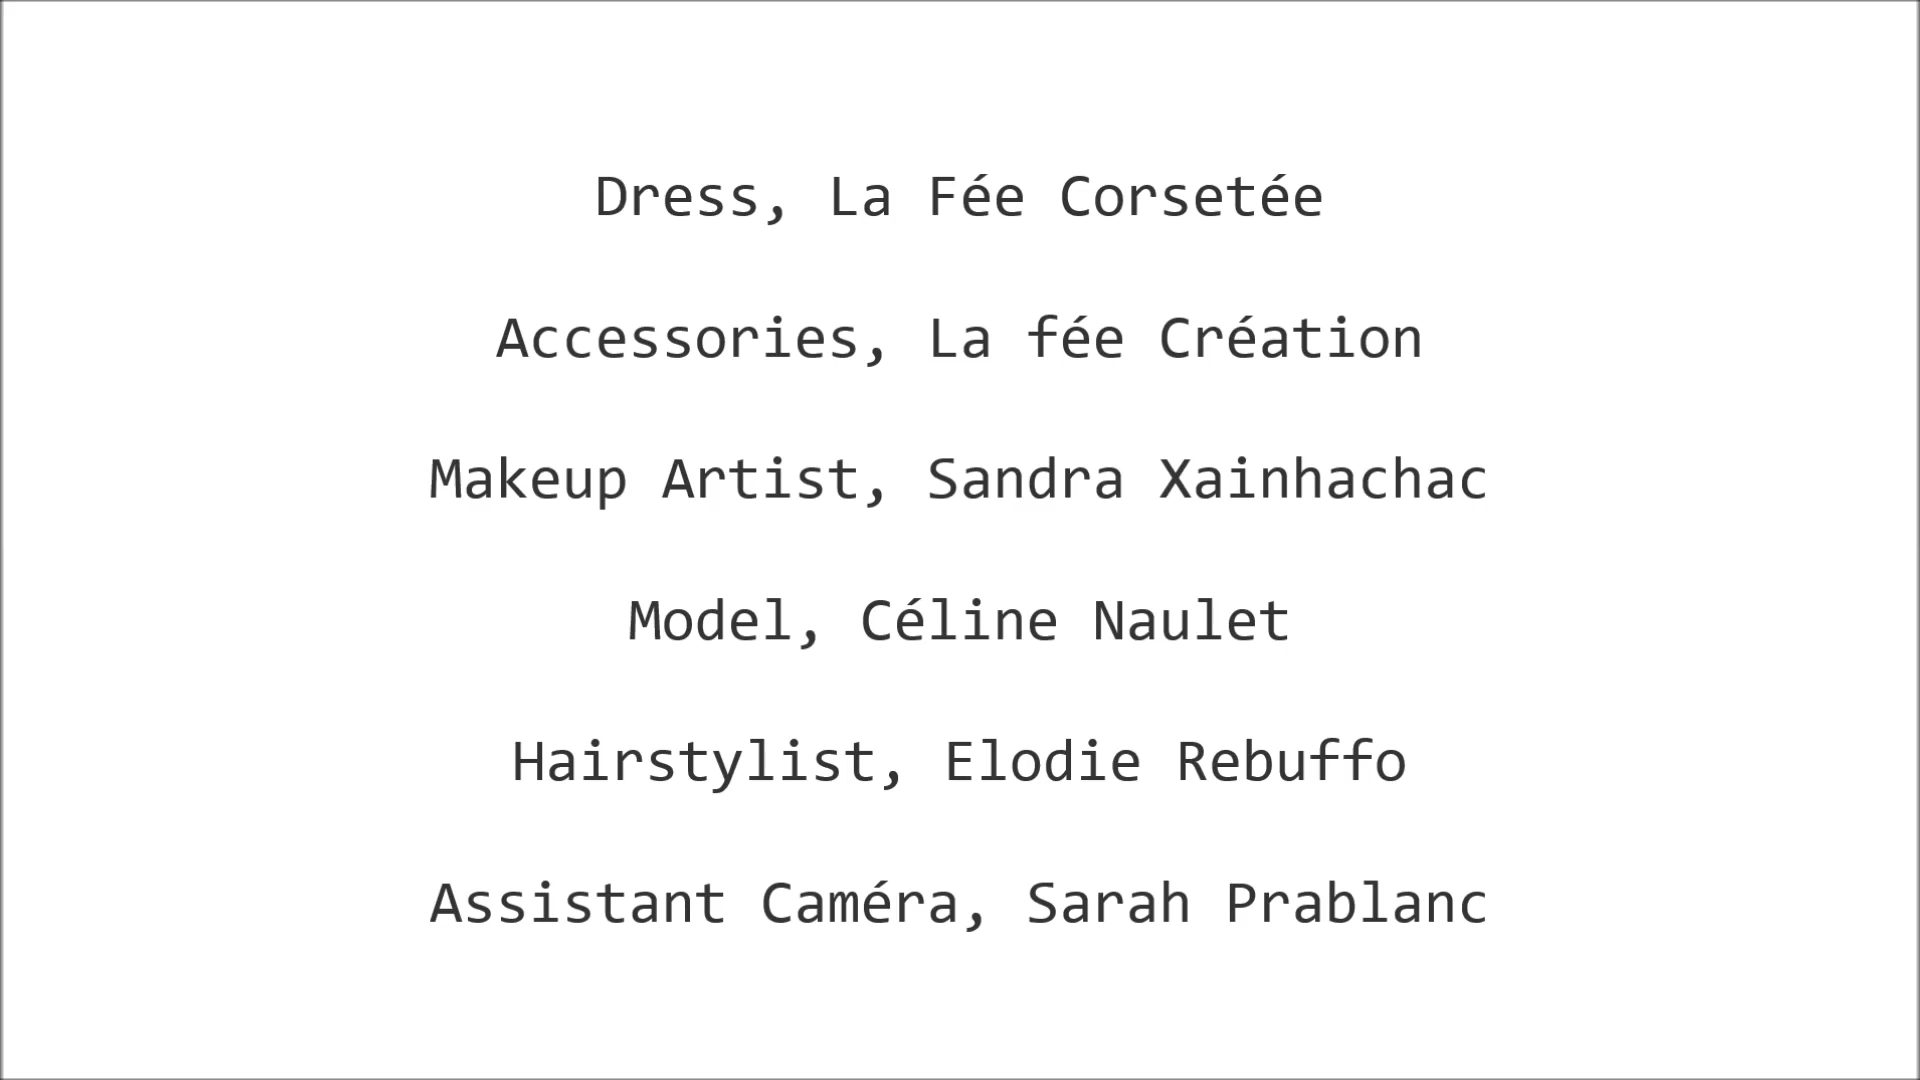 Dress, La Fée Corsetée
Accessories, La fée Création
Makeup Artist, Sandra Xainhachac
Model, Céline Naulet
Hairstylist, Elodie Rebuffo
Assistant Caméra, Sarah Prablanc